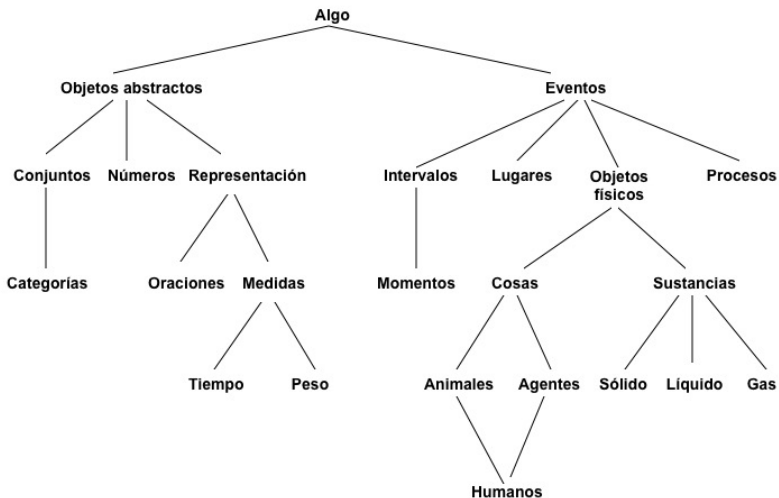 Algo
Objetos abstractos Eventos
Conjuntos Números Representación Intervalos Lugares Objetos físicos Procesos
Categorías Oraciones Medidas Momentos Cosas Sustancias
Tiempo Peso Animales Agentes Sólido Líquido Gas
Humanos